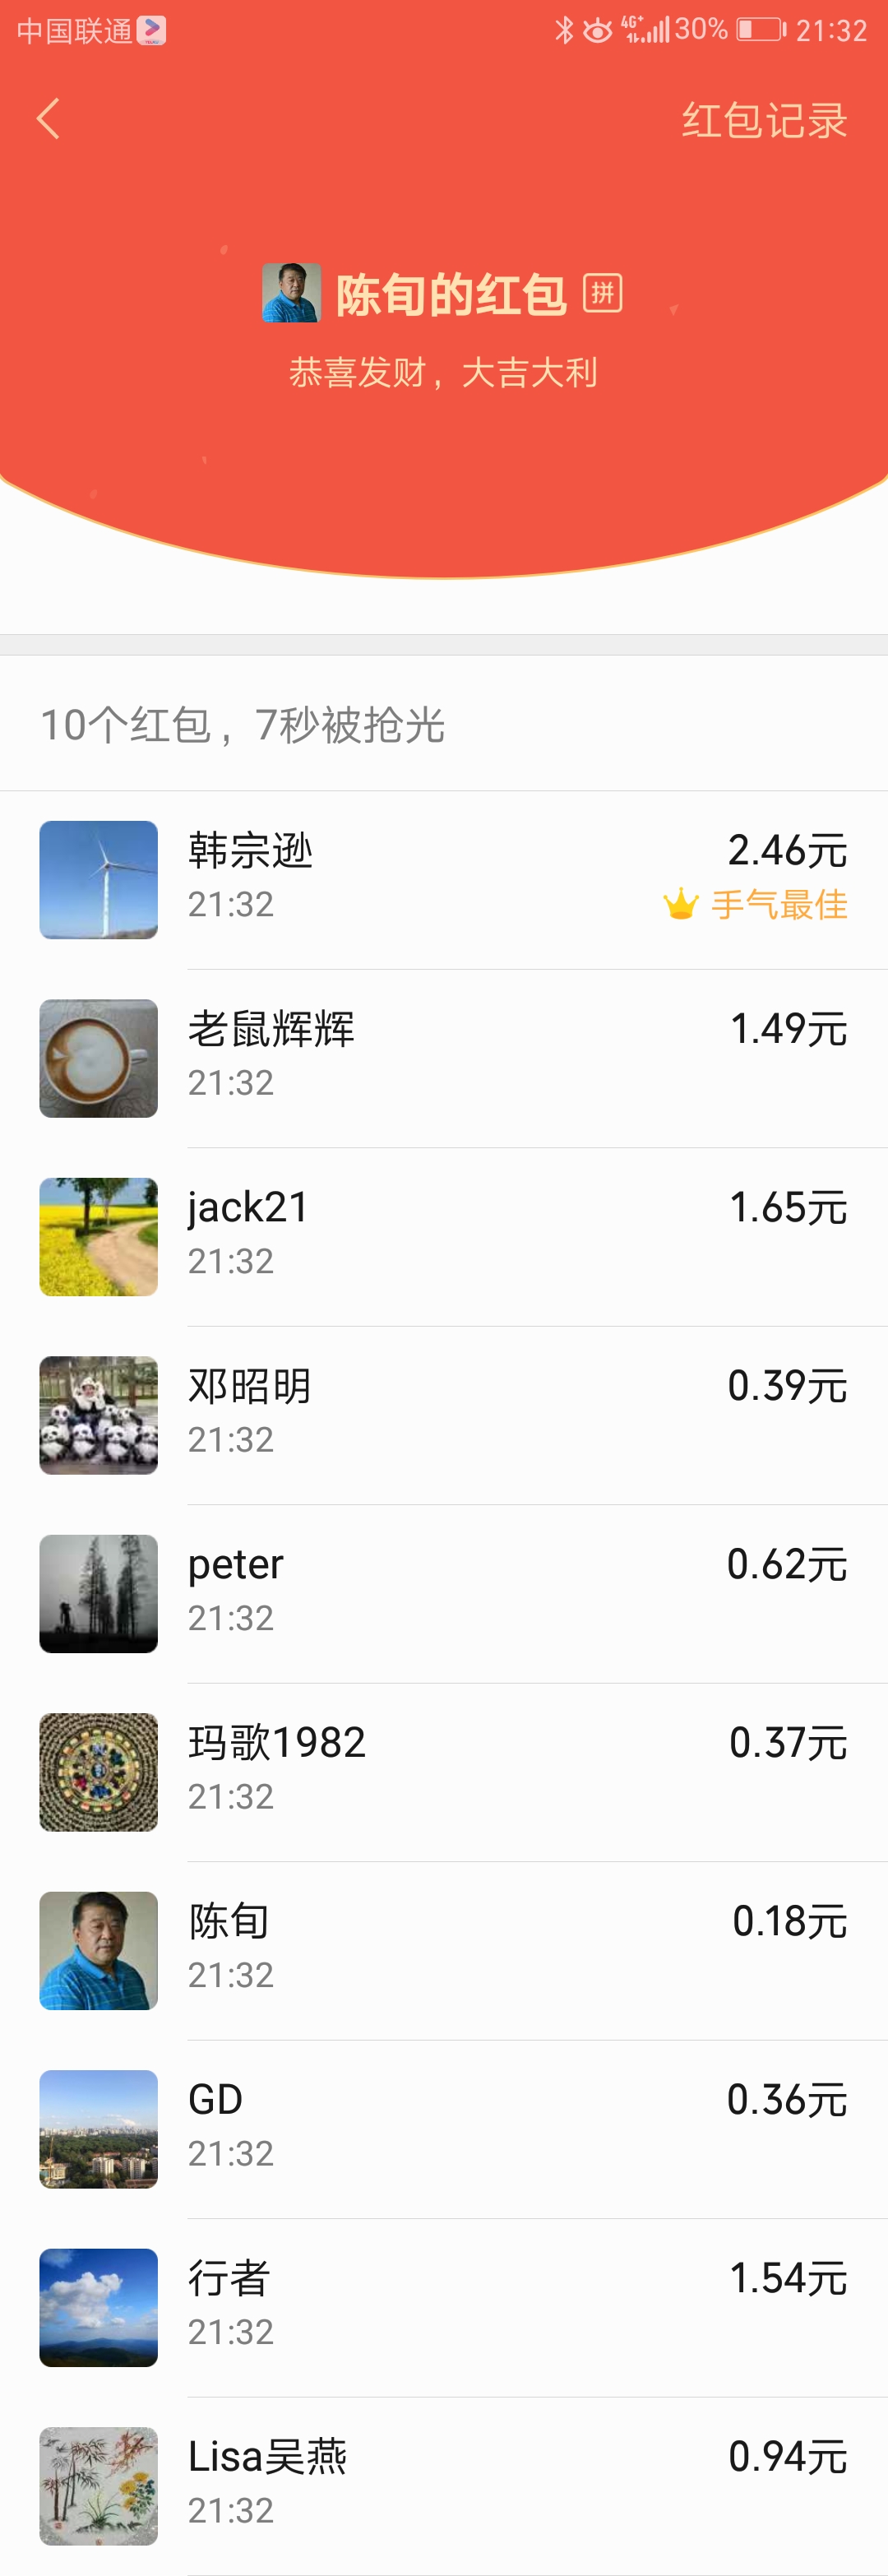 中国联通 4G+ 30% 21:32
红包记录
陈旬的红包 拼
恭喜发财，大吉大利
10个红包，7秒被抢光
韩宗逊 2.46元
21:32 手气最佳
老鼠辉辉 1.49元
21:32
jack21 1.65元
21:32
邓昭明 0.39元
21:32
peter 0.62元
21:32
玛歌1982 0.37元
21:32
陈旬 0.18元
21:32
GD 0.36元
21:32
行者 1.54元
21:32
Lisa吴燕 0.94元
21:32